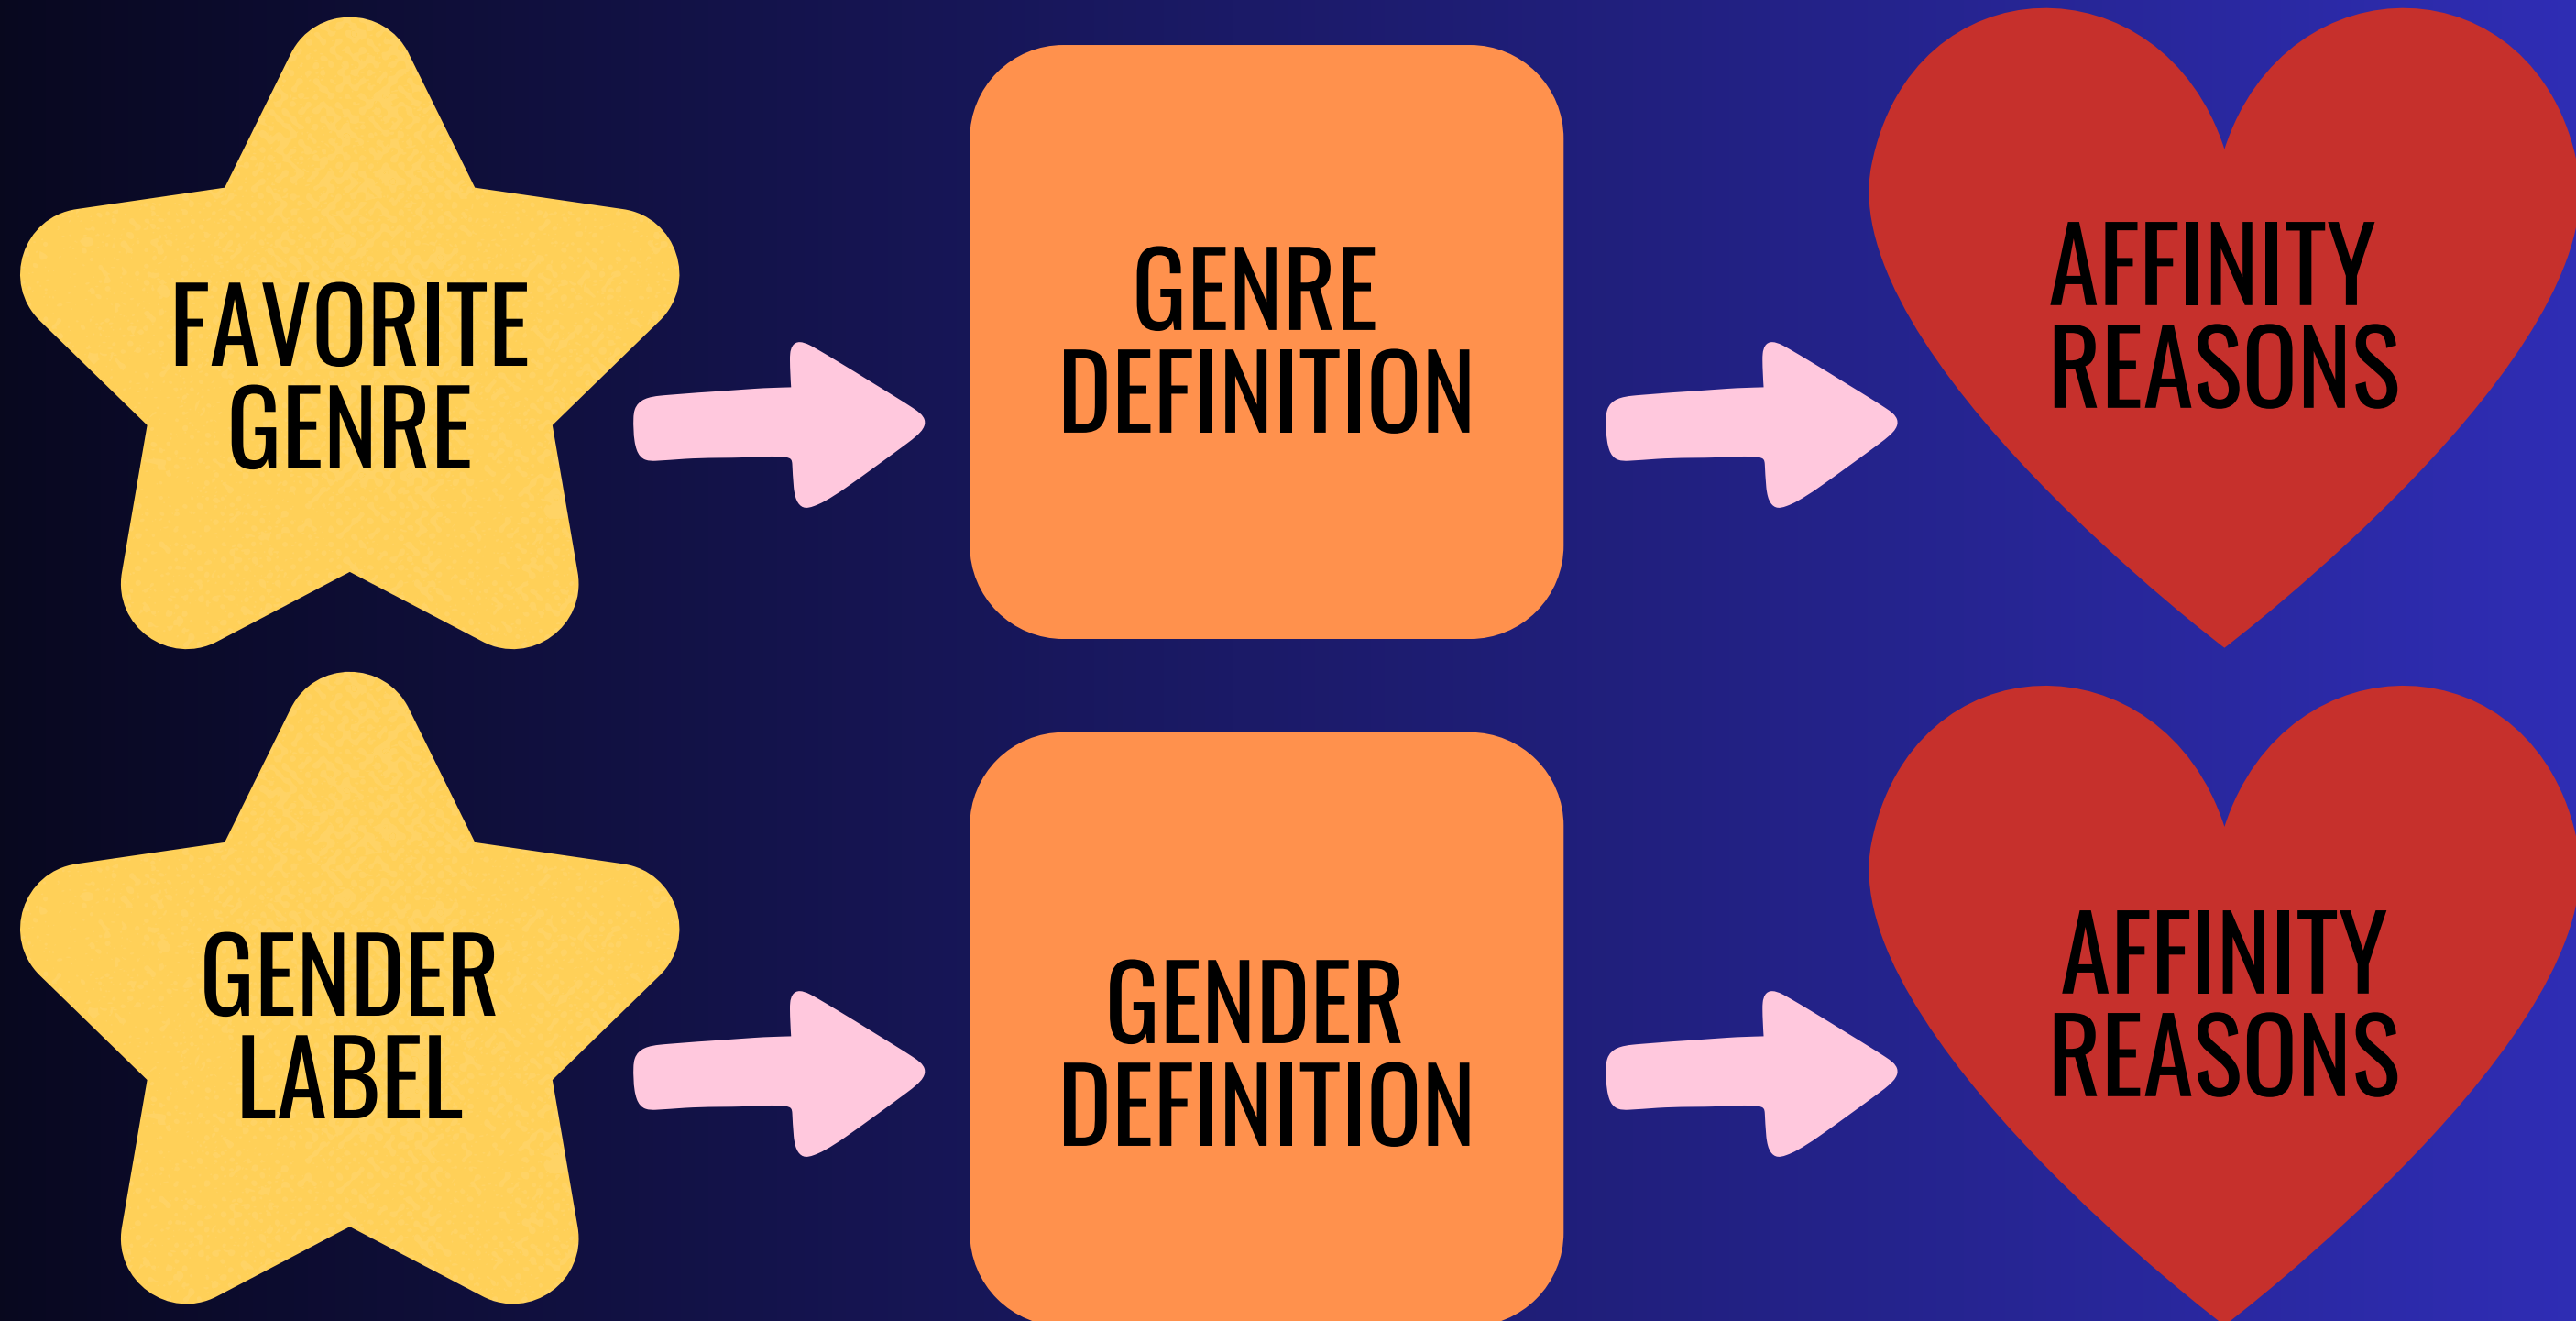 FAVORITE
GENRE
GENRE
DEFINITION
AFFINITY
REASONS
GENDER
LABEL
GENDER
DEFINITION
AFFINITY
REASONS